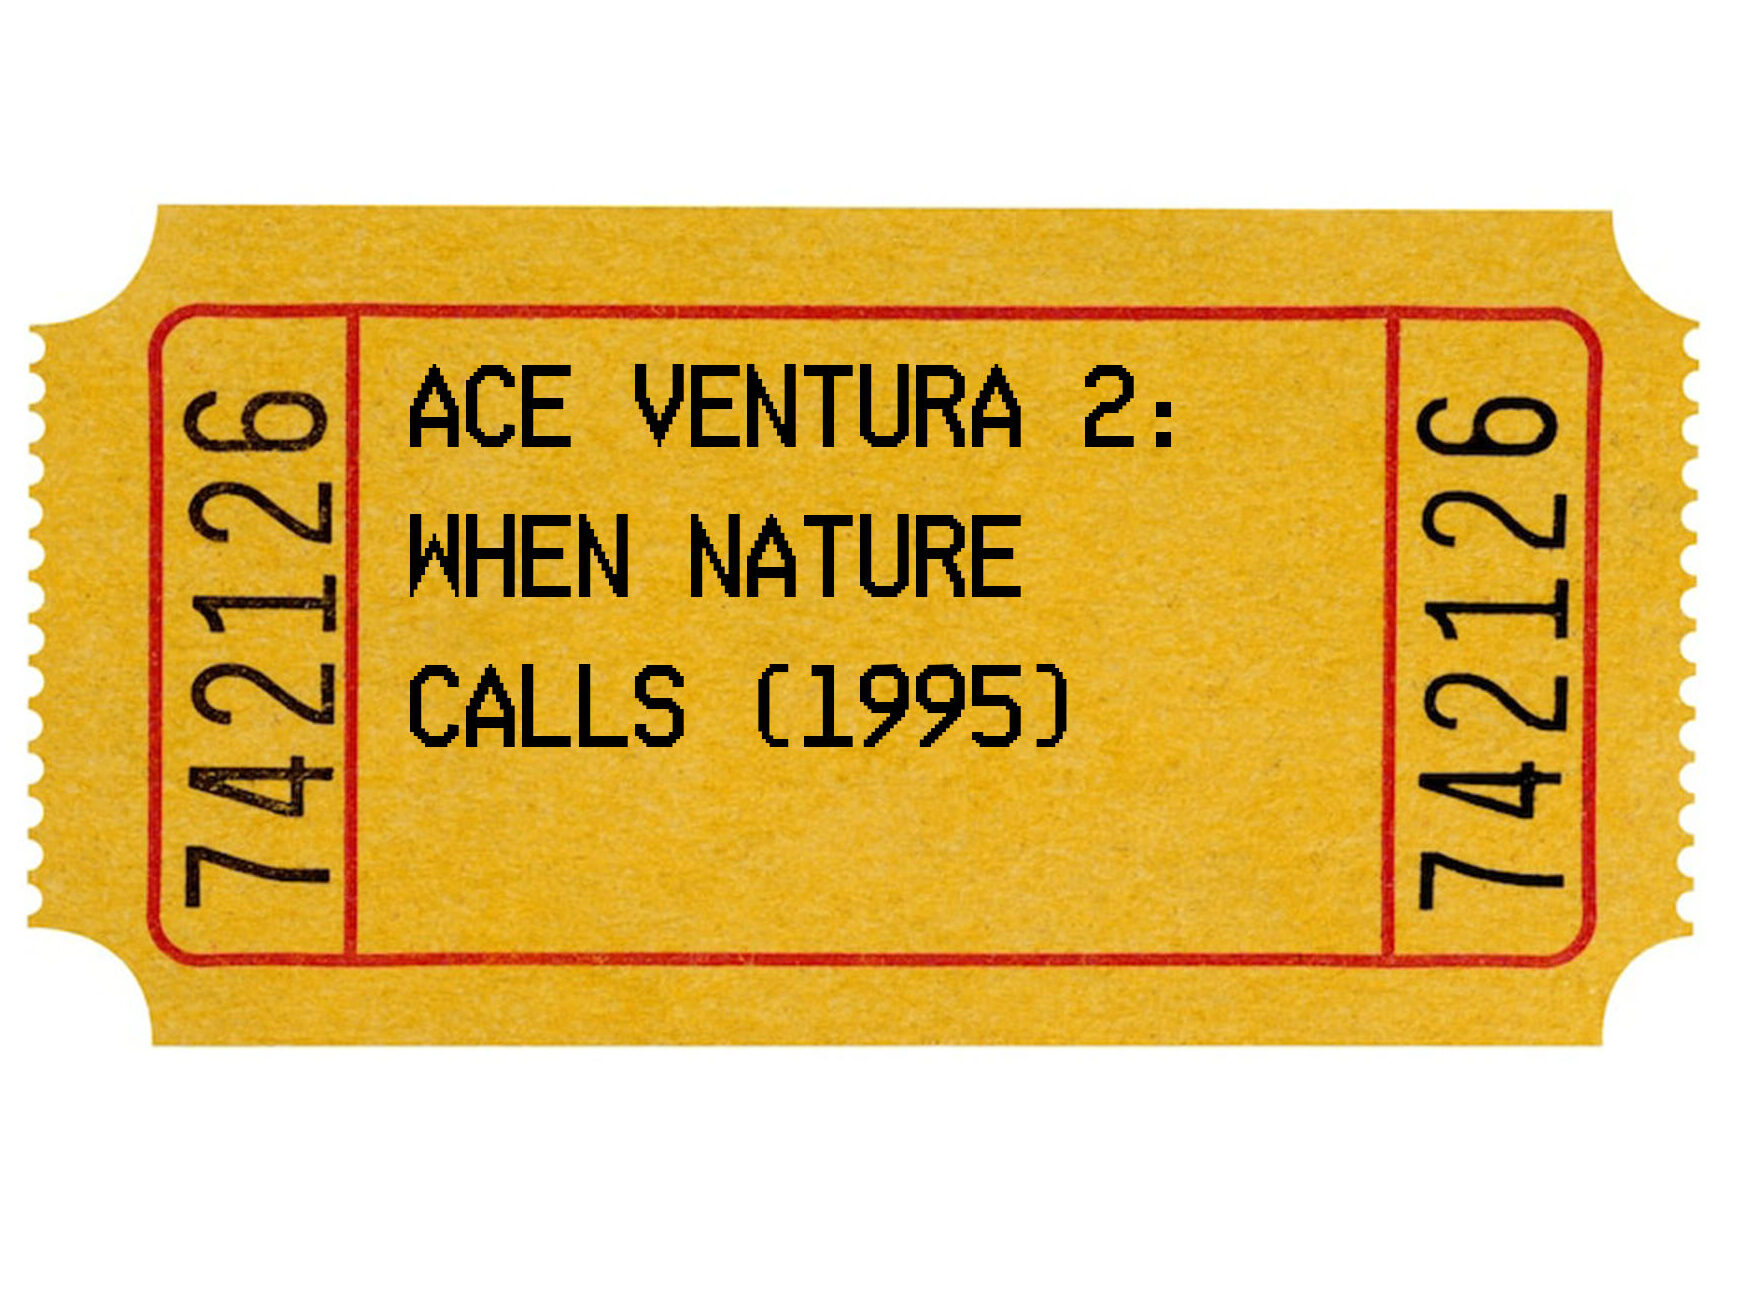 742126
ACE VENTURA 2:
WHEN NATURE
CALLS (1995)
742126